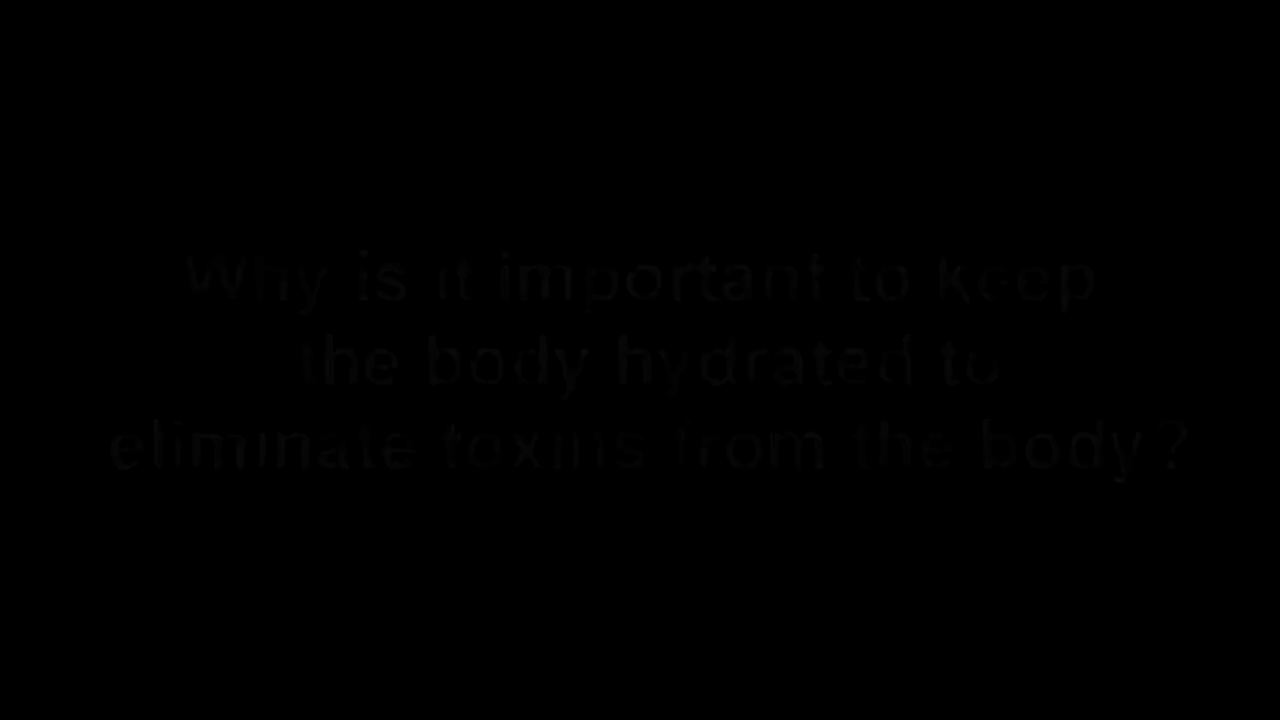 Why is it important to keep
the body hydrated to
eliminate toxins from the body?